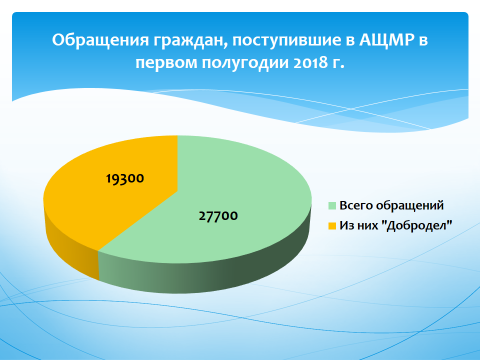 Обращения граждан, поступившие в АЩМР в
первом полугодии 2018 г.
19300
27700
Всего обращений
Из них "Добродел"